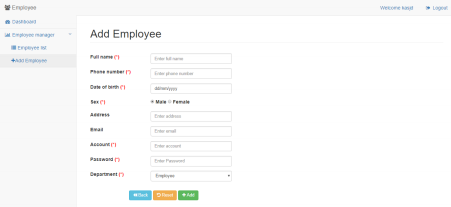 Employee
Welcome kaipt
Logout
Dashboard
Employee manager
Employee list
Add Employee
Add Employee
Full name (*)
Enter full name
Phone number (*)
Enter phone number
Date of birth (*)
dd/mm/yyyy
Sex (*)
Male Female
Address
Enter address
Email
Enter email
Account (*)
Enter account
Password (*)
Enter Password
Department (*)
Employee
Back
Reset
Add